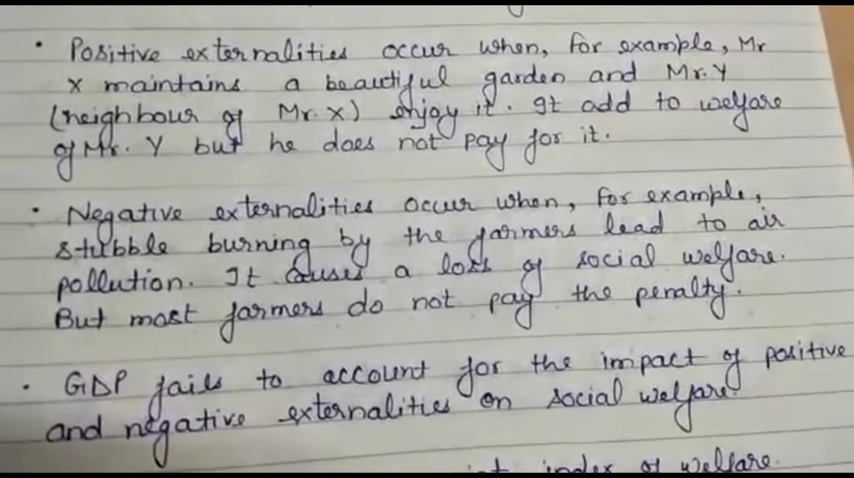 • Positive externalities occur when, for example, Mr
X maintains a beautiful garden and Mr. Y
(neighbour of Mr. X) enjoy it. It add to welfare
of Mr. Y but he does not pay for it.
• Negative externalities occur when, for example,
stubble burning by the farmers lead to air
pollution. It causes a loss of social welfare.
But most farmers do not pay the penalty.
• GDP fails to account for the impact of positive
and negative externalities on social welfare.
index of welfare.